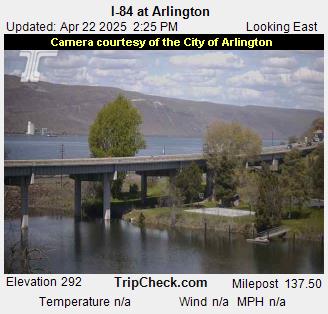 I-84 at Arlington
Updated: Apr 22 2025 2:25 PM Looking East
Camera courtesy of the City of Arlington
Elevation 292 TripCheck.com Milepost 137.50
Temperature n/a Wind n/a MPH n/a